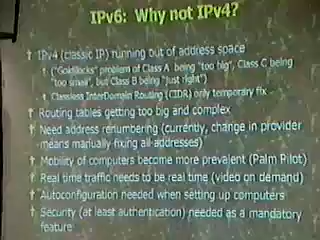 IPv6: Why not IPv4?
† IPv4 (classic IP) running out of address space
† ("Goldilocks" problem of Class A being "too big", Class C being
"too small", but Class B being "just right")
† Classless InterDomain Routing (CIDR) only temporary fix
† Routing tables getting too big and complex
† Need address renumbering (currently, change in provider
means manually fixing all addresses)
† Mobility of computers become more prevalent (Palm Pilot)
† Real time traffic needs to be real time (video on demand)
† Autoconfiguration needed when setting up computers
† Security (at least authentication) needed as a mandatory
feature